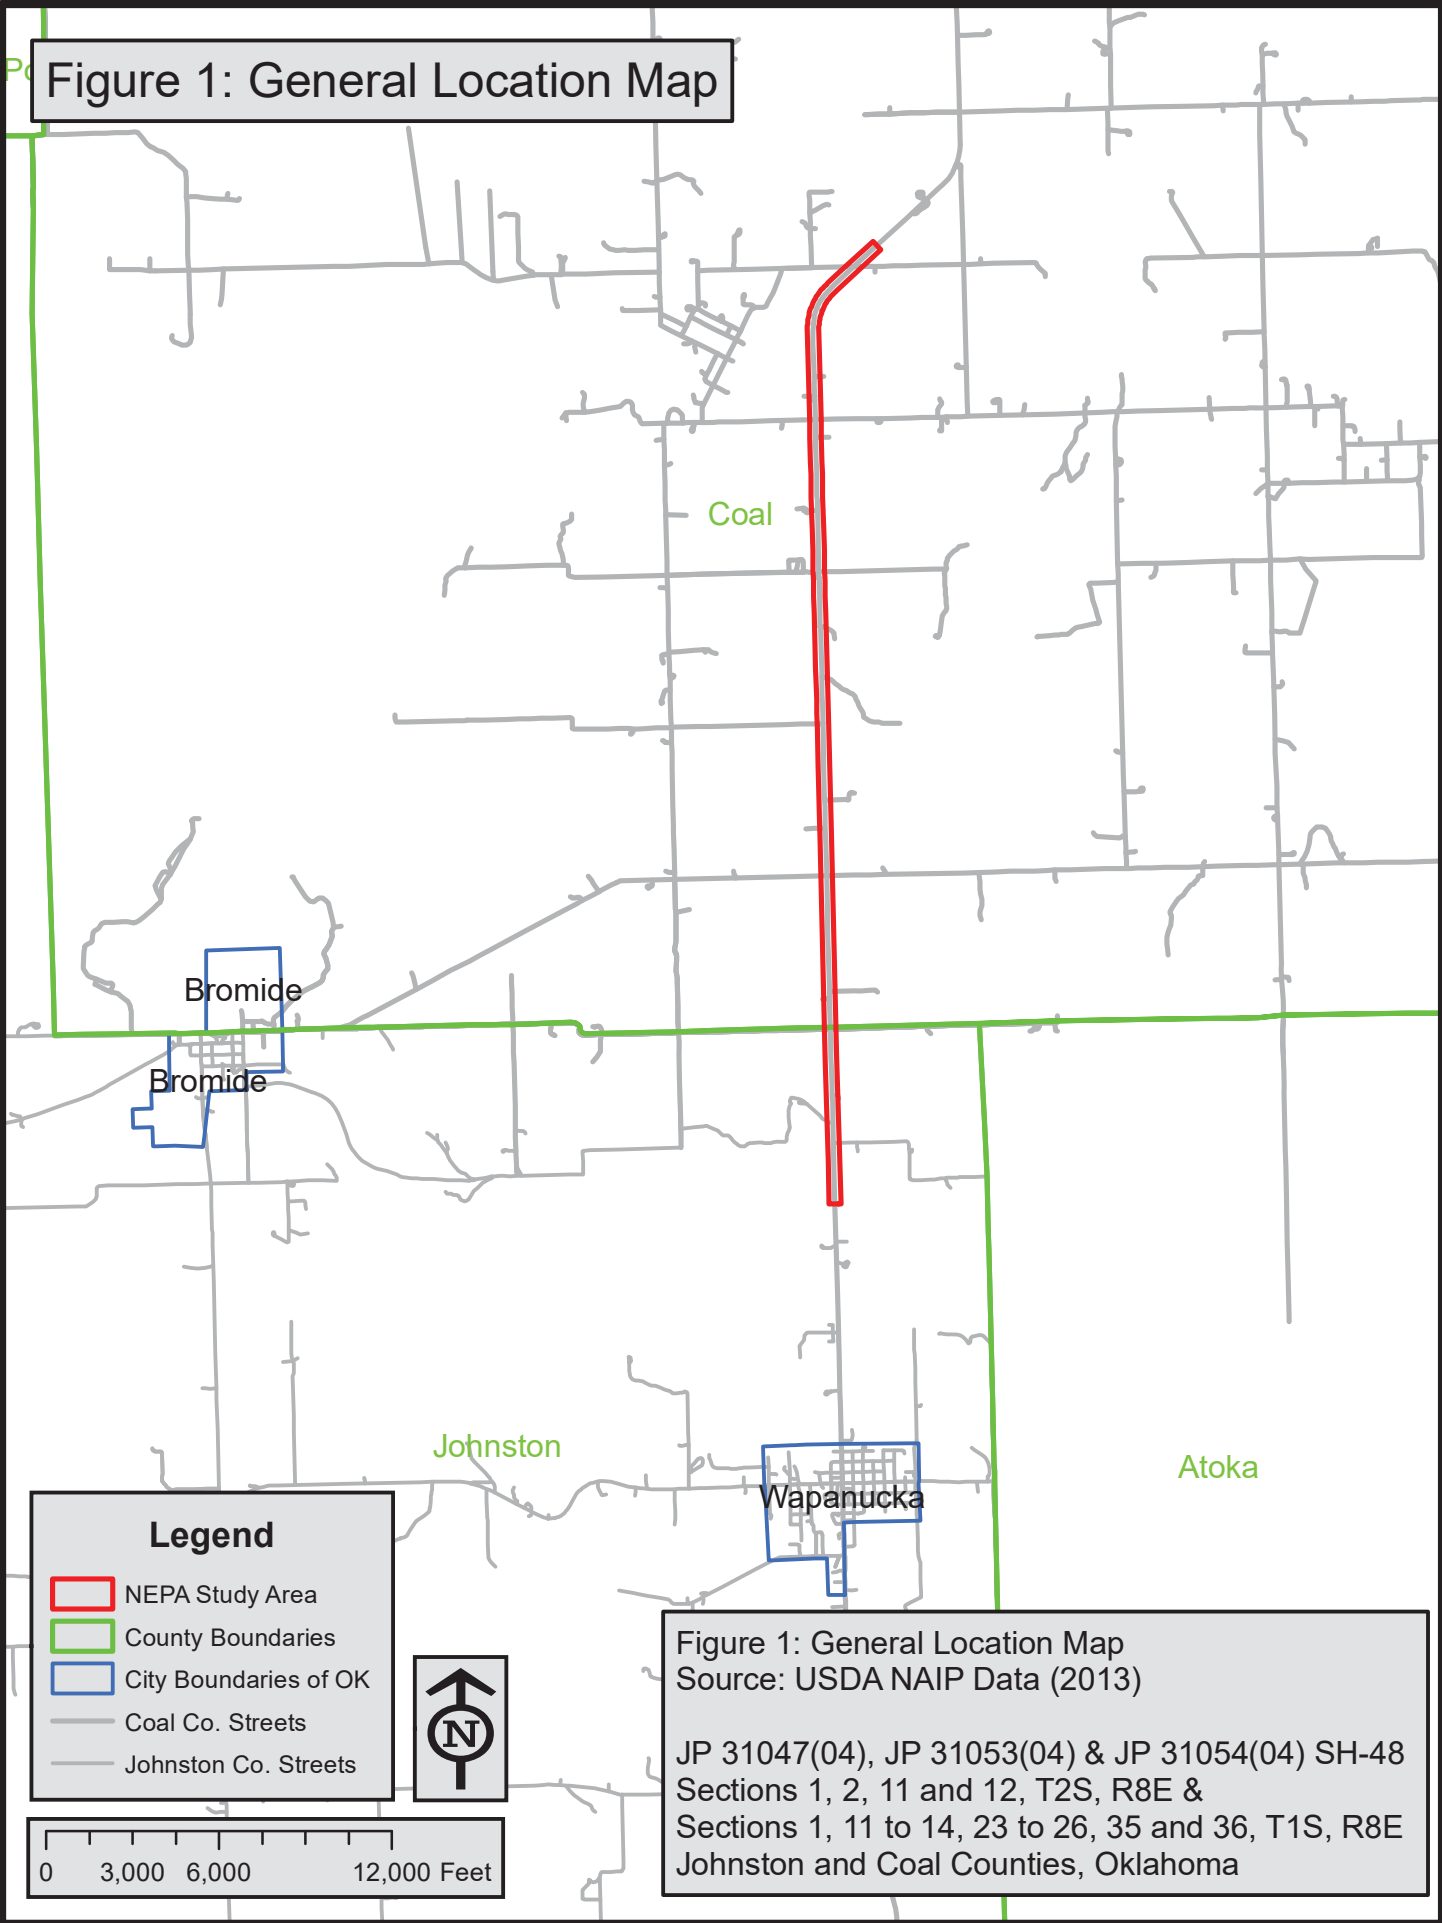 Figure 1: General Location Map
Coal
Bromide
Bromide
Johnston
Atoka
Wapanucka
Legend
NEPA Study Area
County Boundaries
City Boundaries of OK
Coal Co. Streets
Johnston Co. Streets
N
0 3,000 6,000 12,000 Feet
Figure 1: General Location Map
Source: USDA NAIP Data (2013)
JP 31047(04), JP 31053(04) & JP 31054(04) SH-48
Sections 1, 2, 11 and 12, T2S, R8E &
Sections 1, 11 to 14, 23 to 26, 35 and 36, T1S, R8E
Johnston and Coal Counties, Oklahoma